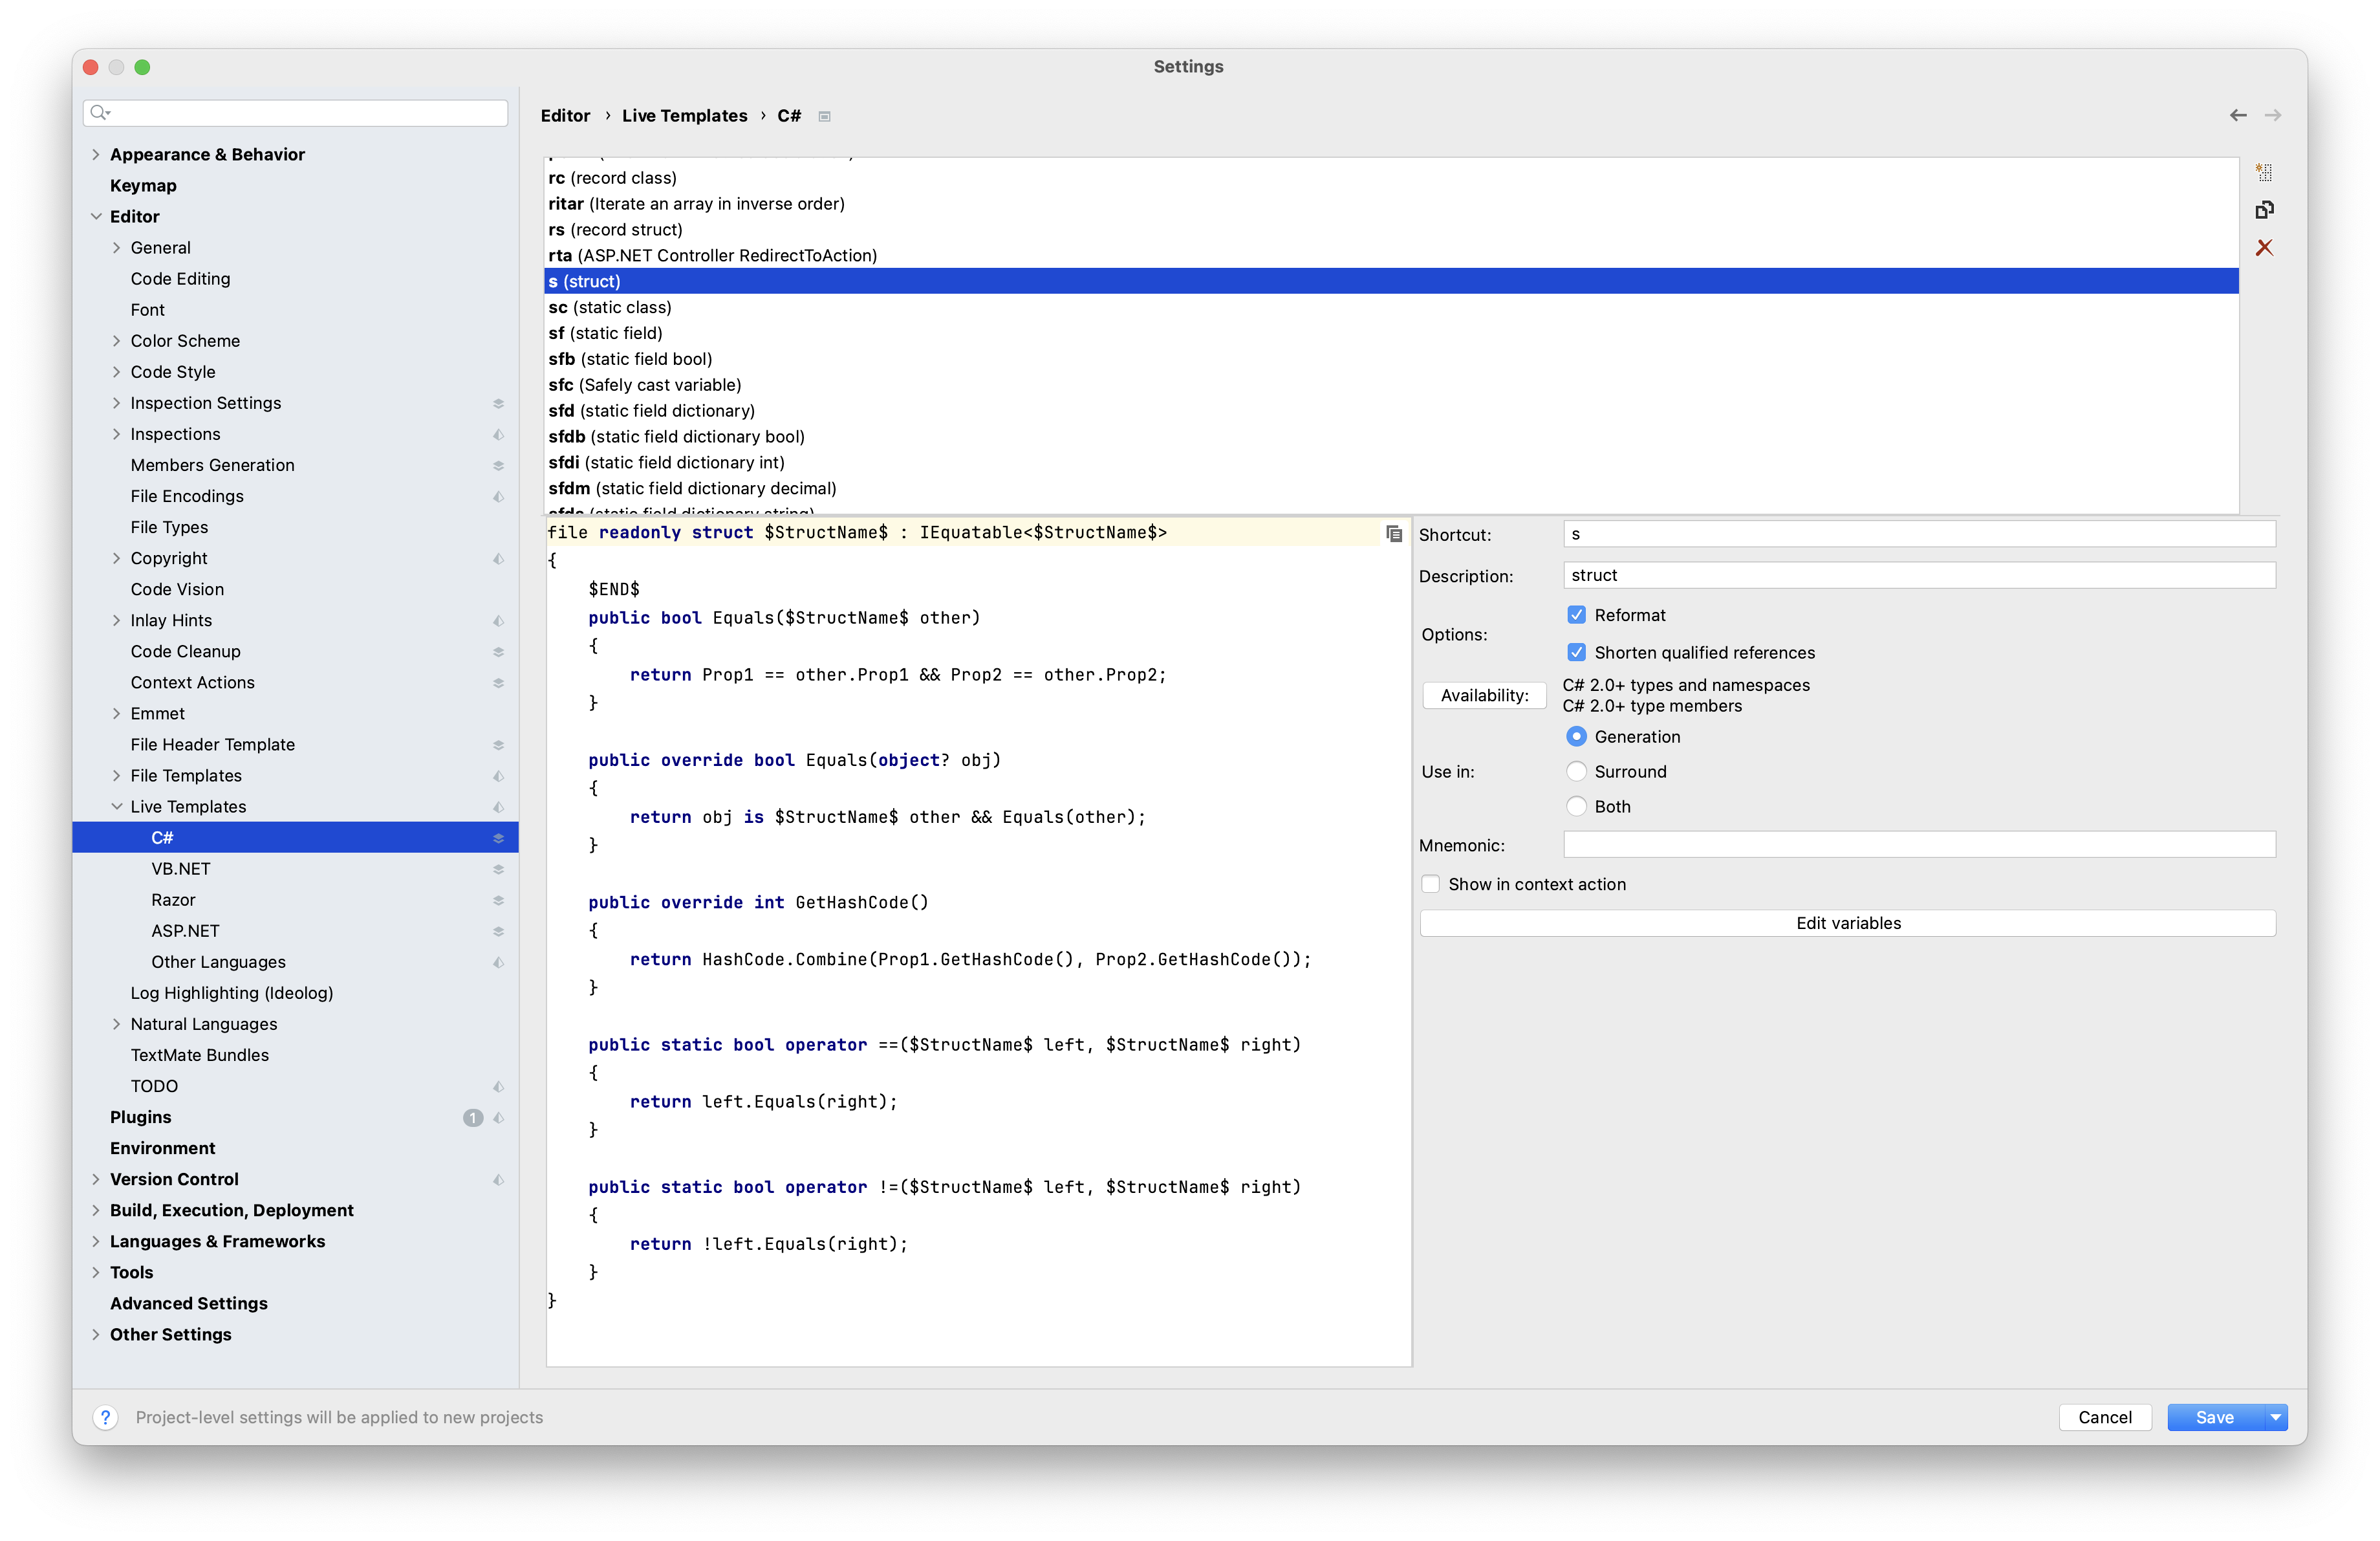 Settings
Editor › Live Templates › C#
Appearance & Behavior
Keymap
Editor
General
Code Editing
Font
Color Scheme
Code Style
Inspection Settings
Inspections
Members Generation
File Encodings
File Types
Copyright
Code Vision
Inlay Hints
Code Cleanup
Context Actions
Emmet
File Header Template
File Templates
Live Templates
C#
VB.NET
Razor
ASP.NET
Other Languages
Log Highlighting (Ideolog)
Natural Languages
TextMate Bundles
TODO
Plugins 1
Environment
Version Control
Build, Execution, Deployment
Languages & Frameworks
Tools
Advanced Settings
Other Settings
rc (record class)
ritar (Iterate an array in inverse order)
rs (record struct)
rta (ASP.NET Controller RedirectToAction)
s (struct)
sc (static class)
sf (static field)
sfb (static field bool)
sfc (Safely cast variable)
sfd (static field dictionary)
sfdb (static field dictionary bool)
sfdi (static field dictionary int)
sfdm (static field dictionary decimal)
sfds (static field dictionary string)
file readonly struct $StructName$ : IEquatable<$StructName$>
{
$END$
public bool Equals($StructName$ other)
{
return Prop1 == other.Prop1 && Prop2 == other.Prop2;
}
public override bool Equals(object? obj)
{
return obj is $StructName$ other && Equals(other);
}
public override int GetHashCode()
{
return HashCode.Combine(Prop1.GetHashCode(), Prop2.GetHashCode());
}
public static bool operator ==($StructName$ left, $StructName$ right)
{
return left.Equals(right);
}
public static bool operator !=($StructName$ left, $StructName$ right)
{
return !left.Equals(right);
}
}
Shortcut: s
Description: struct
Options:
Reformat
Shorten qualified references
Availability:
C# 2.0+ types and namespaces
C# 2.0+ type members
Use in:
Generation
Surround
Both
Mnemonic:
Show in context action
Edit variables
? Project-level settings will be applied to new projects
Cancel
Save